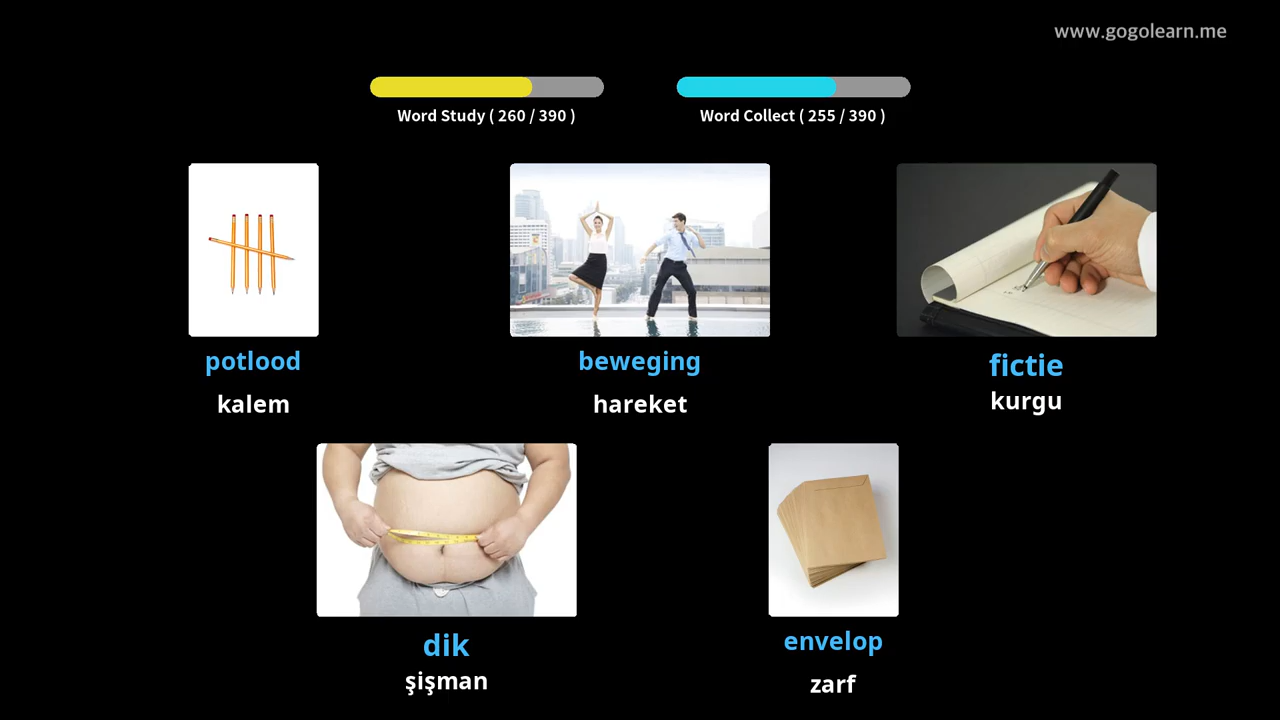 www.gogolearn.me
Word Study ( 260 / 390 )
Word Collect ( 255 / 390 )
potlood
beweging
fictie
kalem
hareket
kurgu
dik
envelop
şişman
zarf